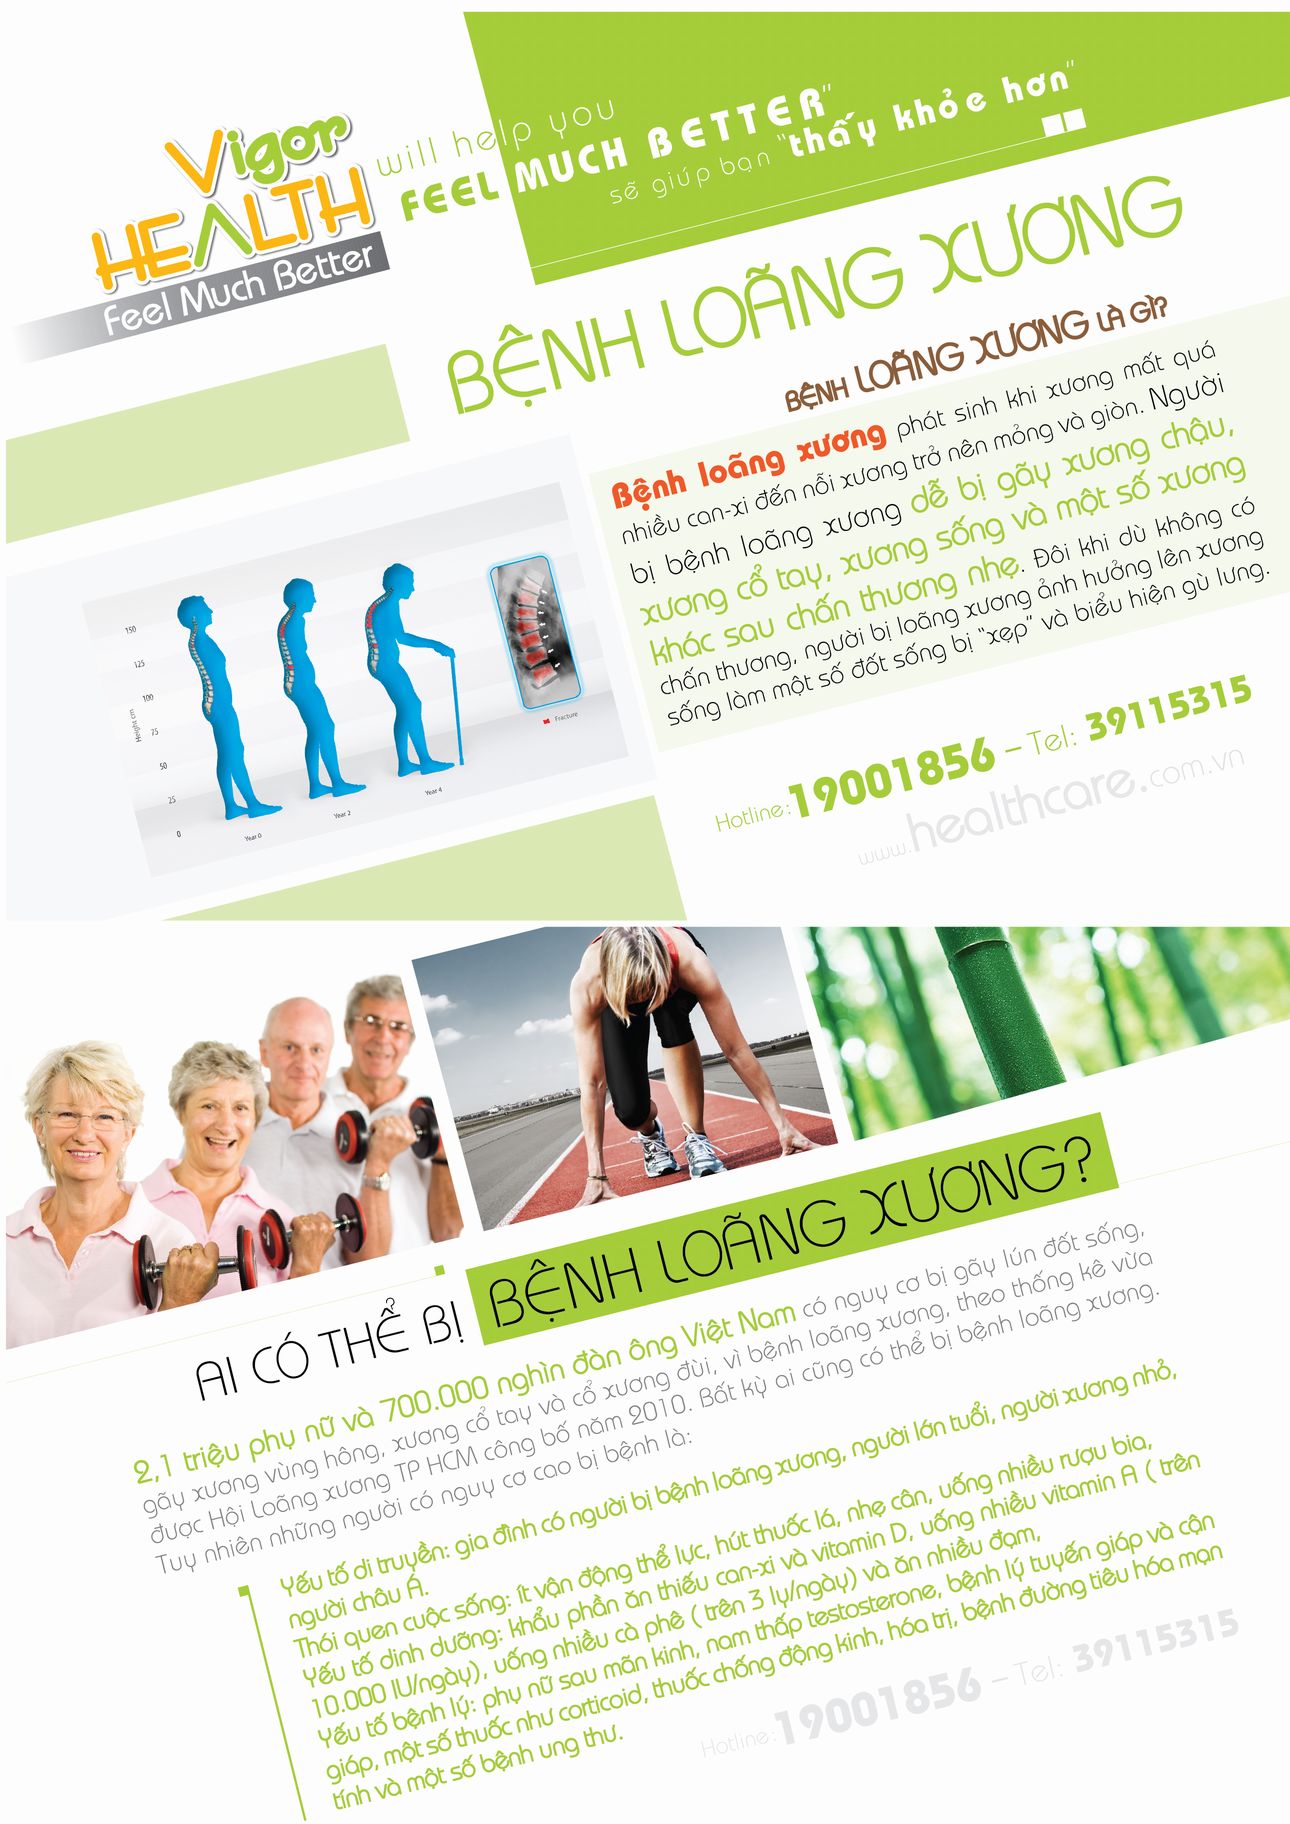 Vigor
HEALTH
Feel Much Better
will help you
FEEL MUCH BETTER"
sẽ giúp bạn "thấy khỏe hơn"
BỆNH LOÃNG XƯƠNG
BỆNH LOÃNG XƯƠNG LÀ GÌ?
Bệnh loãng xương phát sinh khi xương mất quá
nhiều can-xi đến nỗi xương trở nên mỏng và giòn. Người
bị bệnh loãng xương dễ bị gãy xương chậu,
xương cổ tay, xương sống và một số xương
khác sau chấn thương nhẹ. Đôi khi dù không có
chấn thương, người bị loãng xương ảnh hưởng lên xương
sống làm một số đốt sống bị "xẹp" và biểu hiện gù lưng.
150
125
100
75
50
25
0
Height cm
Year 0
Year 2
Year 4
Fracture
Hotline: 19001856 – Tel: 39115315
www.healthcare.com.vn
AI CÓ THỂ BỊ BỆNH LOÃNG XƯƠNG?
2,1 triệu phụ nữ và 700.000 nghìn đàn ông Việt Nam có nguy cơ bị gãy lún đốt sống,
gãy xương vùng hông, xương cổ tay và cổ xương đùi, vì bệnh loãng xương, theo thống kê vừa
được Hội Loãng xương TP HCM công bố năm 2010. Bất kỳ ai cũng có thể bị bệnh loãng xương.
Tuy nhiên những người có nguy cơ cao bị bệnh là:
Yếu tố di truyền: gia đình có người bị bệnh loãng xương, người lớn tuổi, người xương nhỏ,
người châu Á.
Thói quen cuộc sống: ít vận động thể lực, hút thuốc lá, nhẹ cân, uống nhiều rượu bia,
Yếu tố dinh dưỡng: khẩu phần ăn thiếu can-xi và vitamin D, uống nhiều vitamin A ( trên
10.000 IU/ngày), uống nhiều cà phê ( trên 3 ly/ngày) và ăn nhiều đạm,
Yếu tố bệnh lý: phụ nữ sau mãn kinh, nam thấp testosterone, bệnh lý tuyến giáp và cận
giáp, một số thuốc như corticoid, thuốc chống động kinh, hóa trị, bệnh đường tiêu hóa mạn
tính và một số bệnh ung thư.
Hotline: 19001856 – Tel: 39115315